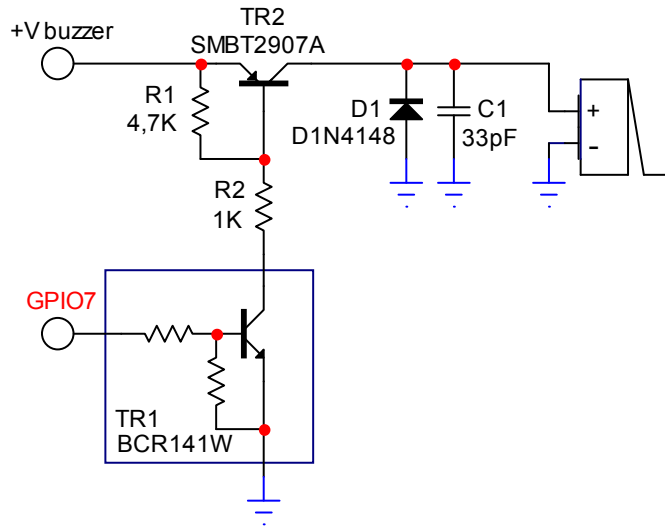 TR2
+V buzzer
SMBT2907A
R1
4,7K
D1
D1N4148
C1
33pF
+
-
R2
1K
GPIO7
TR1
BCR141W